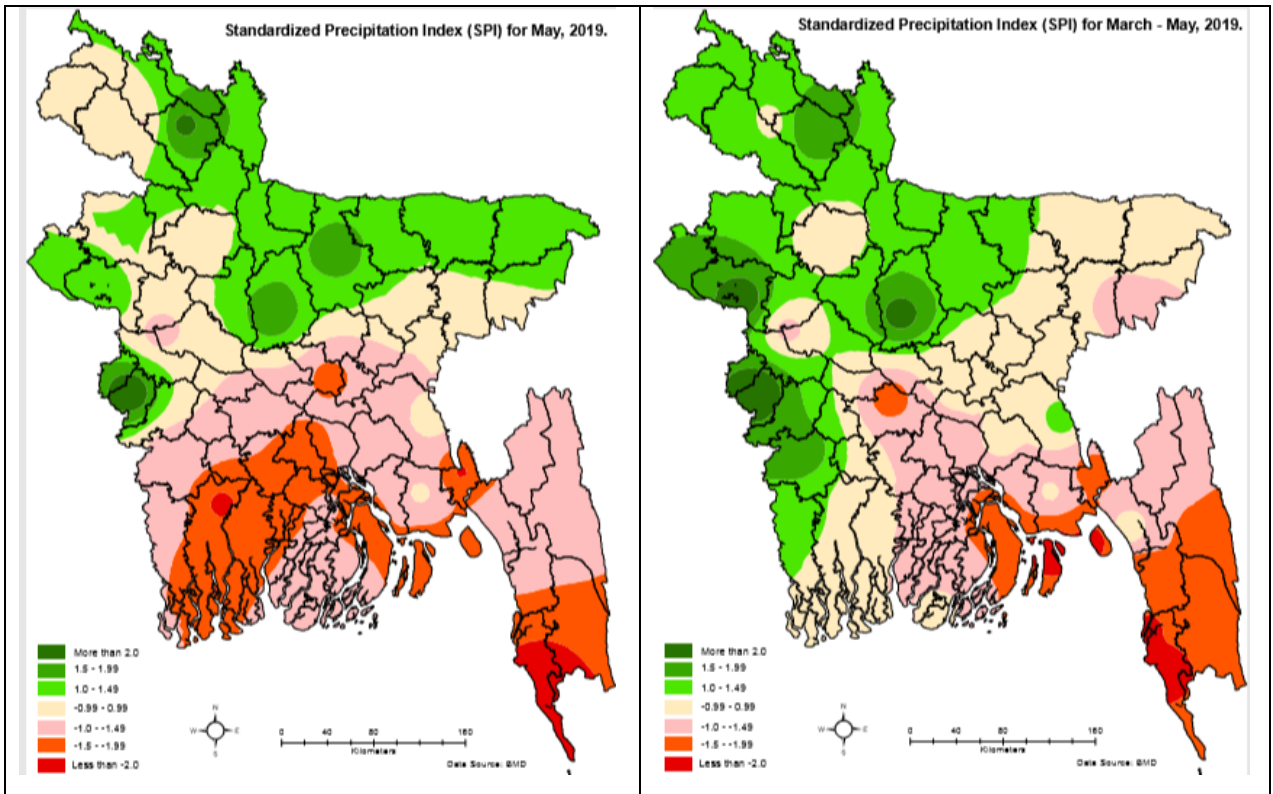 Standardized Precipitation Index (SPI) for May, 2019.
More than 2.0
1.5 - 1.99
1.0 - 1.49
-0.99 - 0.99
-1.0 - -1.49
-1.5 - -1.99
Less than -2.0
N
W
E
S
0 40 80 160
Kilometers
Data Source: BMD
Standardized Precipitation Index (SPI) for March - May, 2019.
More than 2.0
1.5 - 1.99
1.0 - 1.49
-0.99 - 0.99
-1.0 - -1.49
-1.5 - -1.99
Less than -2.0
N
W
E
S
0 40 80 160
Kilometers
Data Source: BMD